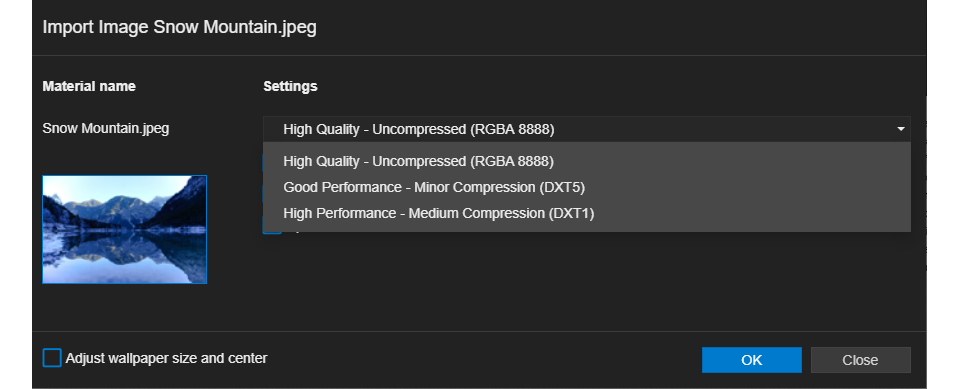 Import Image Snow Mountain.jpeg
Material name
Settings
Snow Mountain.jpeg
High Quality - Uncompressed (RGBA 8888)
High Quality - Uncompressed (RGBA 8888)
Good Performance - Minor Compression (DXT5)
High Performance - Medium Compression (DXT1)
Adjust wallpaper size and center
OK
Close